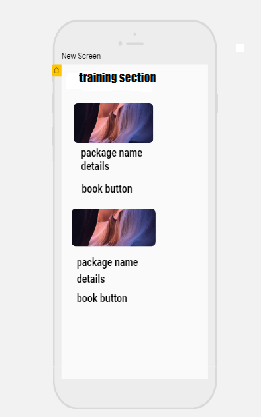 New Screen
training section
package name
details
book button
package name
details
book button